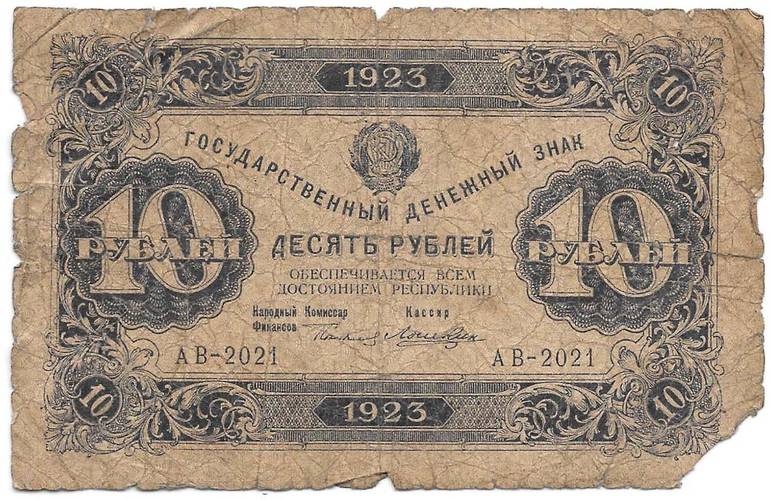 10 1923 10
ГОСУДАРСТВЕННЫЙ ДЕНЕЖНЫЙ ЗНАК
10 РУБЛЕЙ
ДЕСЯТЬ РУБЛЕЙ
10 РУБЛЕЙ
ОБЕСПЕЧИВАЕТСЯ ВСЕМ
ДОСТОЯНИЕМ РЕСПУБЛИКИ
Народный Комиссар
Финансов
Кассир
АВ-2021 АВ-2021
10 1923 10